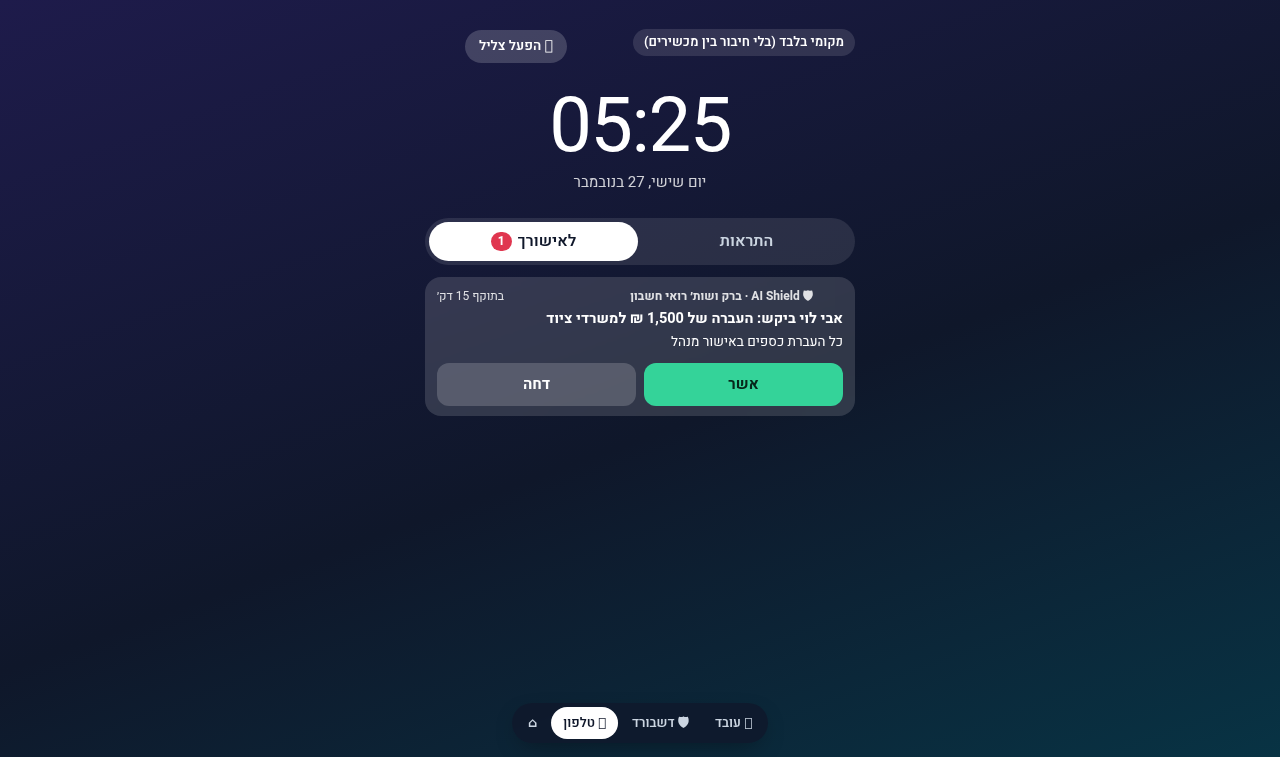 מקומי בלבד (בלי חיבור בין מכשירים)
הפעל צליל
05:25
יום שישי, 27 בנובמבר
התראות
לאישורך 1
AI Shield · ברק ושות׳ רואי חשבון
בתוקף 15 דק׳
אבי לוי ביקש: העברה של 1,500 ₪ למשרדי ציוד
כל העברת כספים באישור מנהל
אשר
דחה
עובד
דשבורד
טלפון